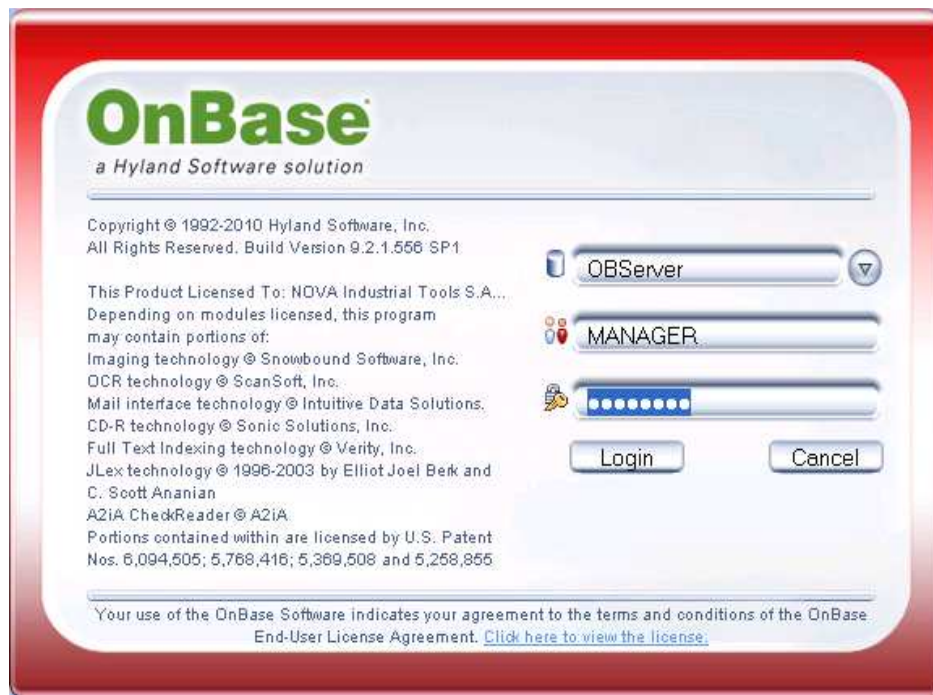 OnBase
a Hyland Software solution
Copyright © 1992-2010 Hyland Software, Inc.
All Rights Reserved. Build Version 9.2.1.556 SP1
This Product Licensed To: NOVA Industrial Tools S.A...
Depending on modules licensed, this program
may contain portions of:
Imaging technology © Snowbound Software, Inc.
OCR technology © ScanSoft, Inc.
Mail interface technology © Intuitive Data Solutions.
CD-R technology © Sonic Solutions, Inc.
Full Text Indexing technology © Verity, Inc.
JLex technology © 1996-2003 by Elliot Joel Berk and
C. Scott Ananian
A2iA CheckReader © A2iA
Portions contained within are licensed by U.S. Patent
Nos. 6,094,505; 5,768,416; 5,369,508 and 5,258,855
OBServer
MANAGER
●●●●●●●●
Login Cancel
Your use of the OnBase Software indicates your agreement to the terms and conditions of the OnBase
End-User License Agreement. Click here to view the license.